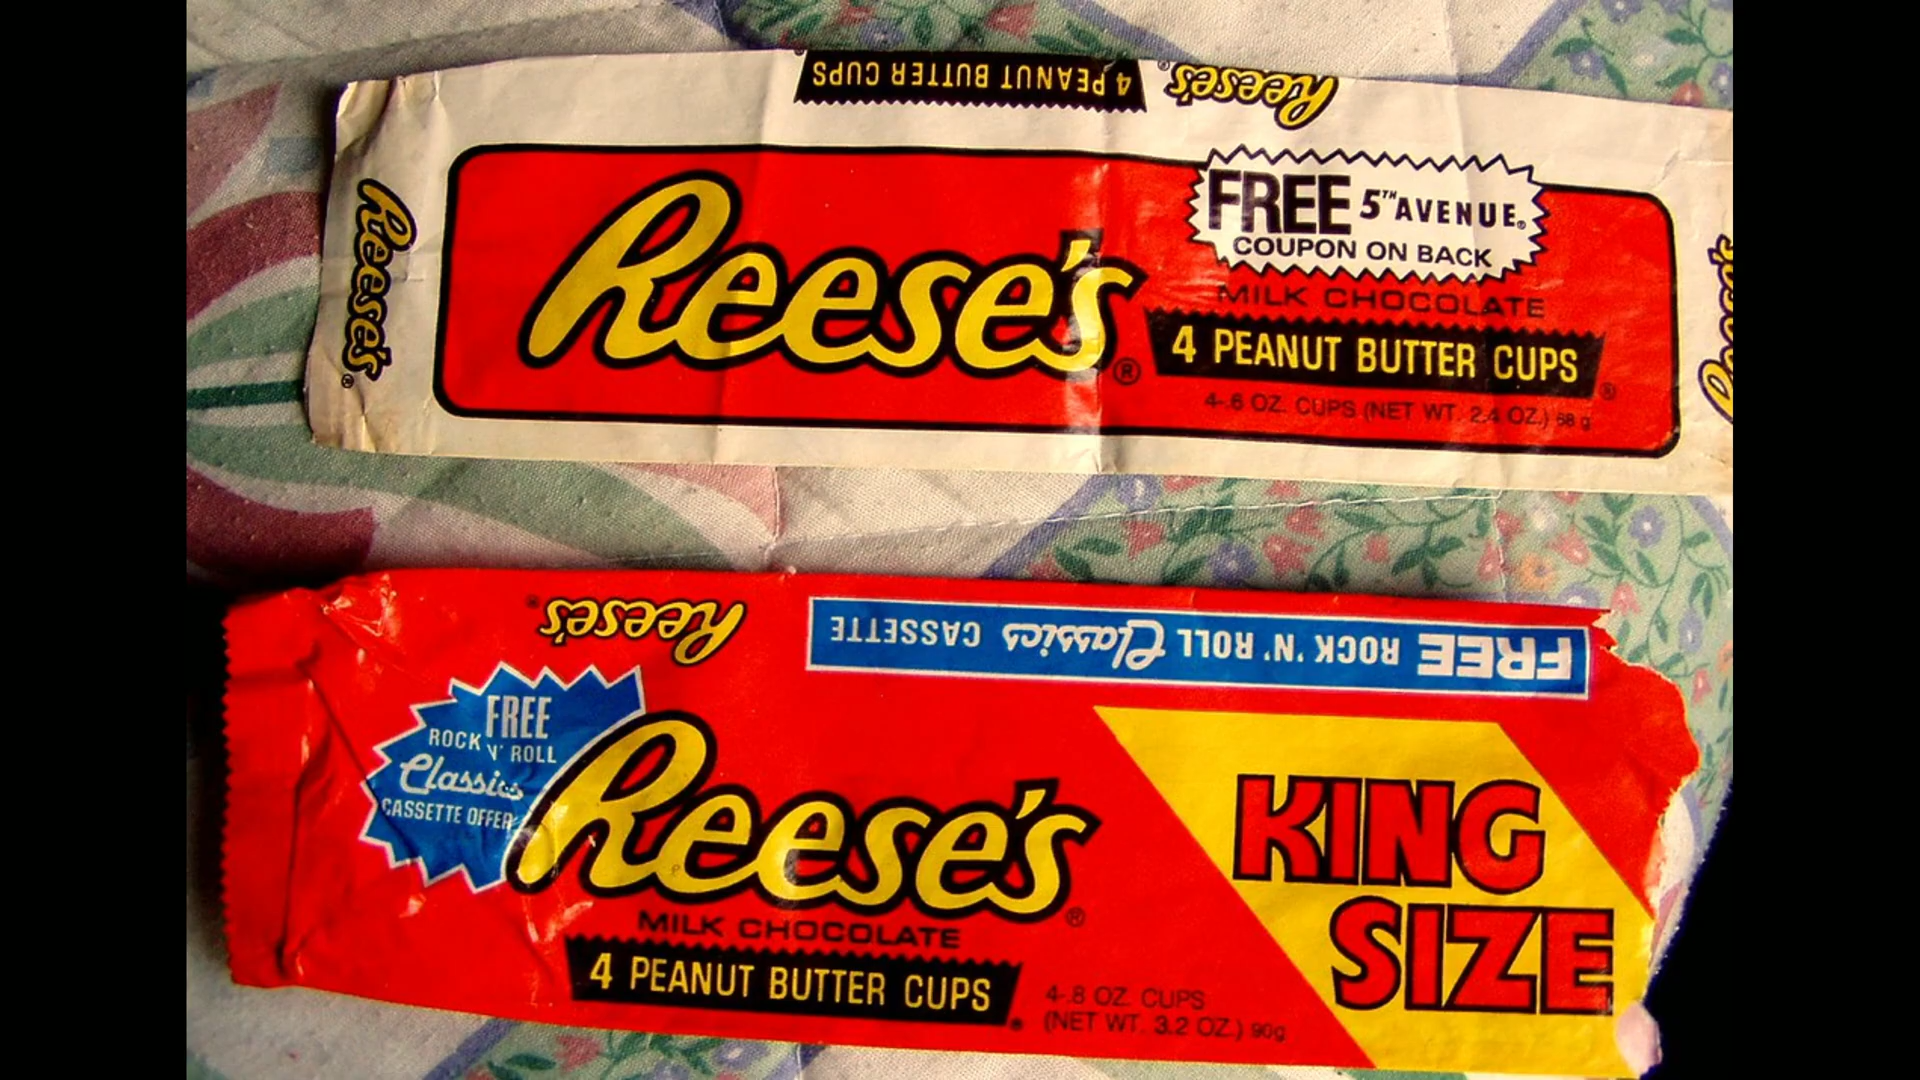 4 PEANUT BUTTER CUPS
Reese's®
Reese's®
Reese's®
FREE 5TH AVENUE®
COUPON ON BACK
MILK CHOCOLATE
4 PEANUT BUTTER CUPS®
4-.6 OZ. CUPS (NET WT. 2.4 OZ.) 68 g
Reese's
Reese's®
FREE ROCK 'N' ROLL Classics CASSETTE
FREE
ROCK 'N' ROLL
Classics
CASSETTE OFFER
Reese's®
MILK CHOCOLATE
4 PEANUT BUTTER CUPS®
4-.8 OZ. CUPS
(NET WT. 3.2 OZ.) 90g
KING
SIZE